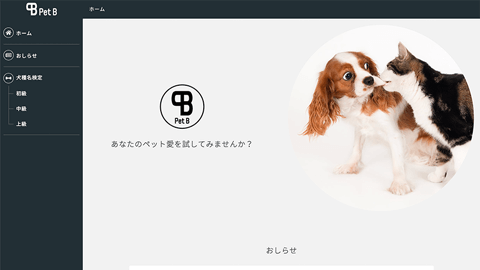 PB Pet B
ホーム
ホーム
おしらせ
犬種名検定
初級
中級
上級
PB
Pet B
あなたのペット愛を試してみませんか？
おしらせ